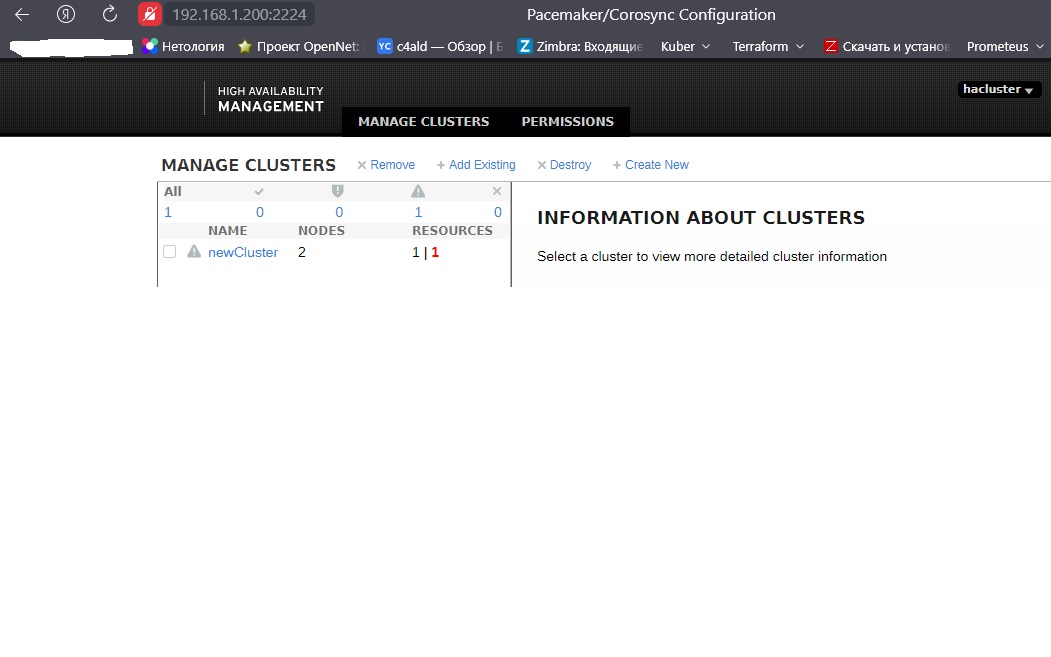 192.168.1.200:2224 Pacemaker/Corosync Configuration
Нетология Проект OpenNet: YC c4ald — Обзор | Z Zimbra: Входящие Kuber Terraform Z Скачать и установ Prometeus
HIGH AVAILABILITY
MANAGEMENT
hacluster
MANAGE CLUSTERS PERMISSIONS
MANAGE CLUSTERS Remove Add Existing Destroy Create New
All
1 0 0 1 0
NAME NODES RESOURCES
newCluster 2 1 | 1
INFORMATION ABOUT CLUSTERS
Select a cluster to view more detailed cluster information